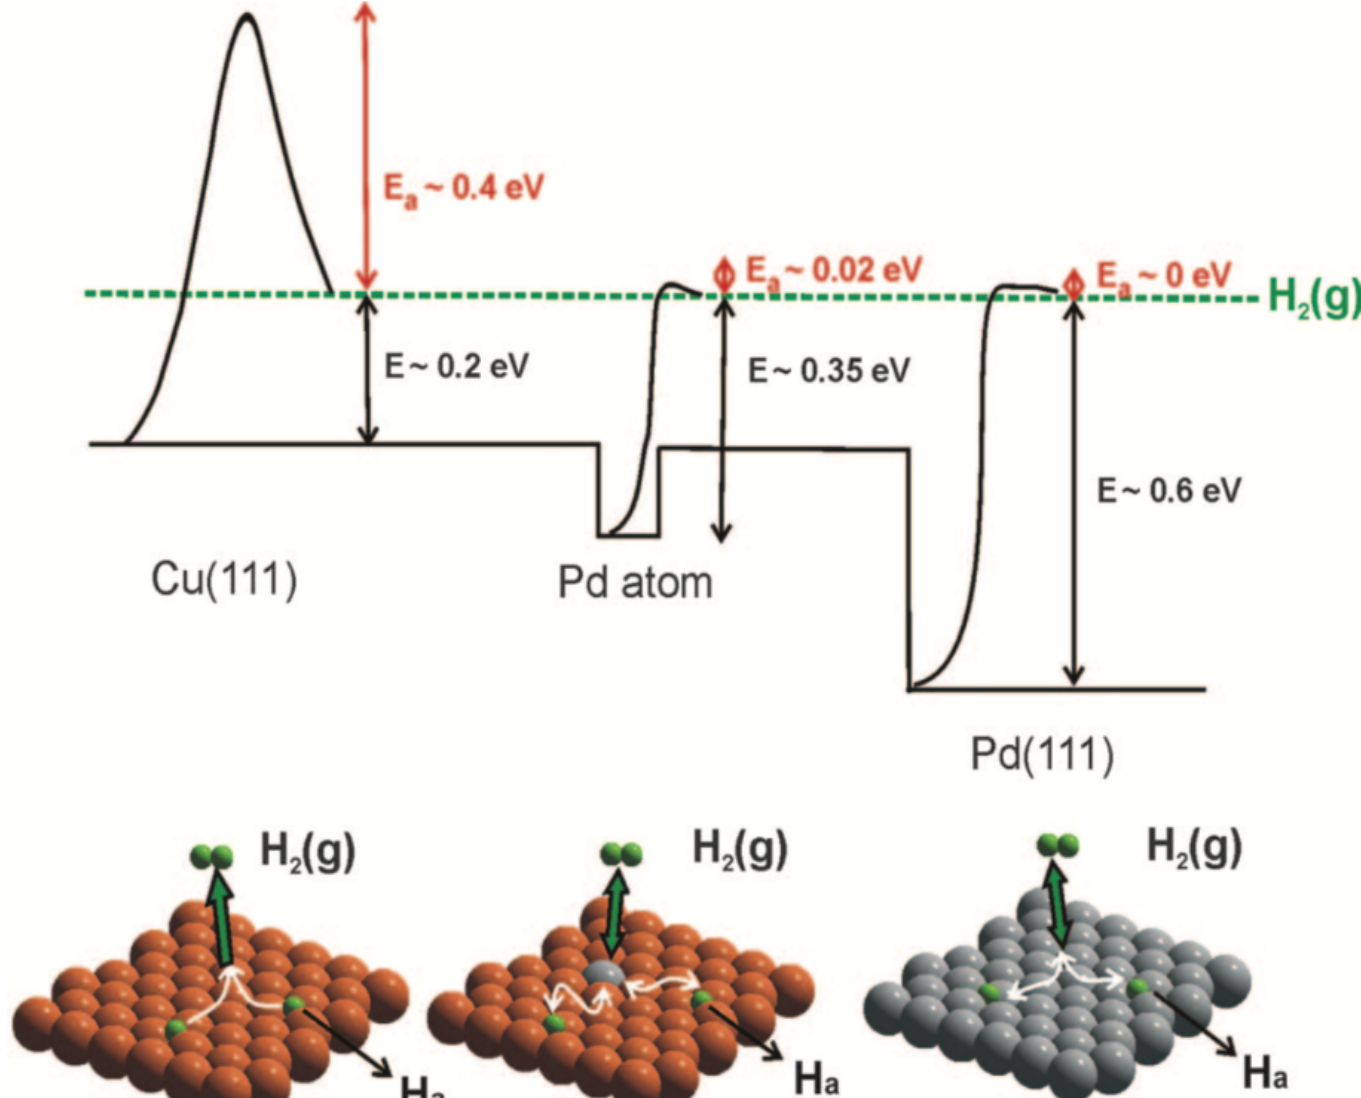 Eₐ ~ 0.4 eV
Eₐ ~ 0.02 eV
Eₐ ~ 0 eV
H₂(g)
E ~ 0.2 eV
E ~ 0.35 eV
E ~ 0.6 eV
Cu(111)
Pd atom
Pd(111)
H₂(g)
H₂(g)
H₂(g)
Hₐ
Hₐ
Hₐ